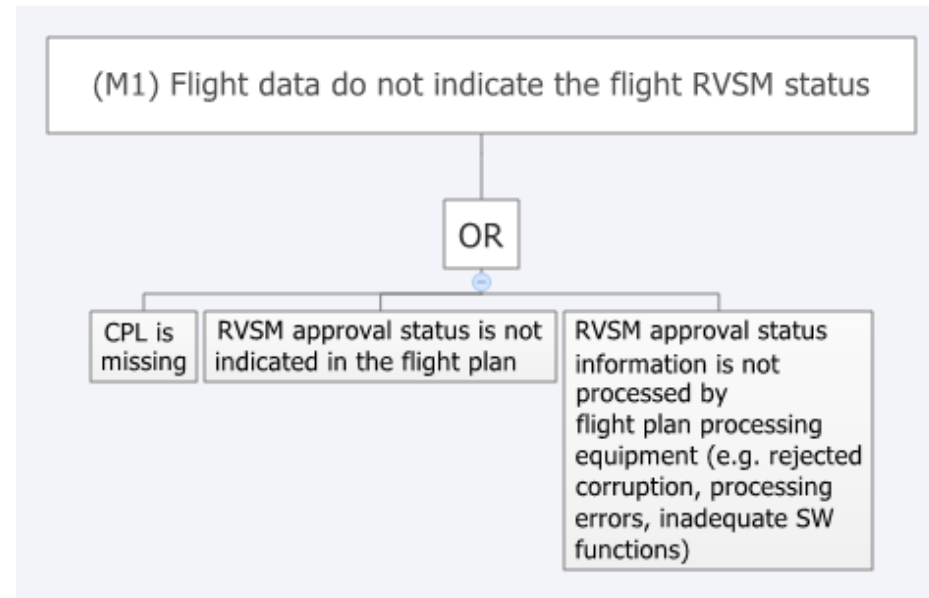 (M1) Flight data do not indicate the flight RVSM status
OR
CPL is
missing
RVSM approval status is not
indicated in the flight plan
RVSM approval status
information is not
processed by
flight plan processing
equipment (e.g. rejected
corruption, processing
errors, inadequate SW
functions)